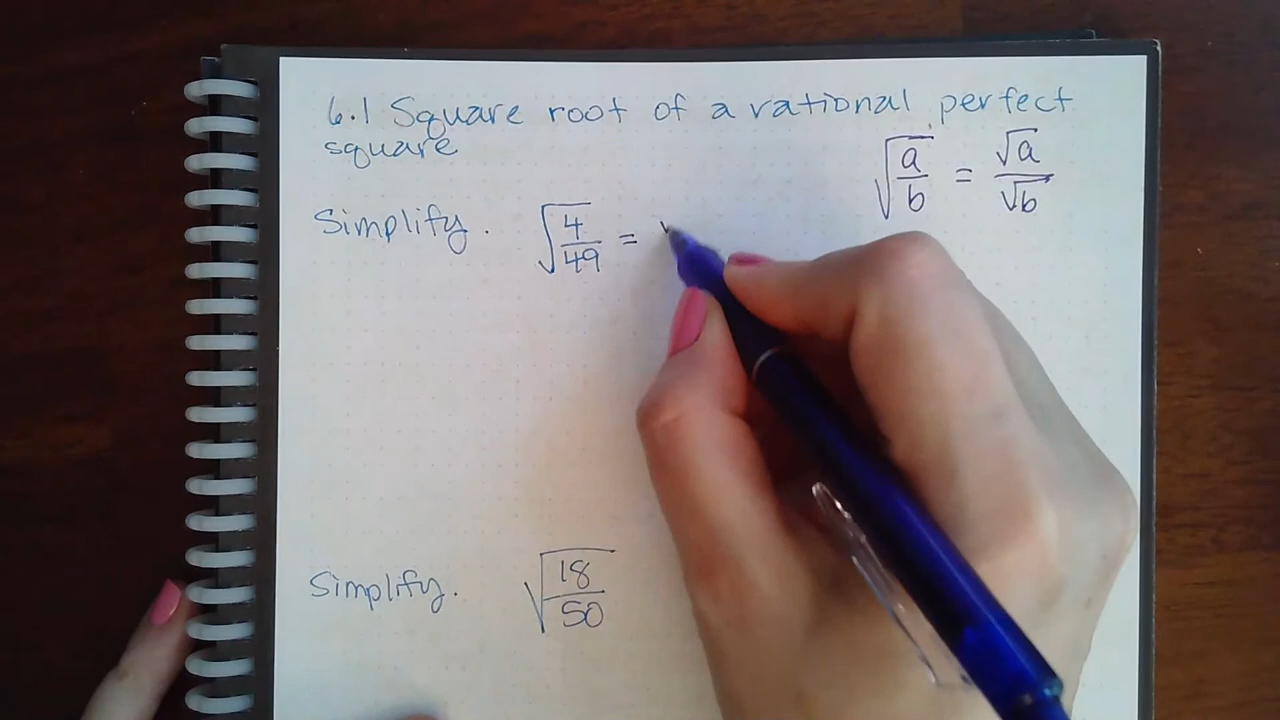 6.1 Square root of a rational perfect
square
√(a/b) = √a/√b
Simplify. √(4/49) = √
Simplify. √(18/50)